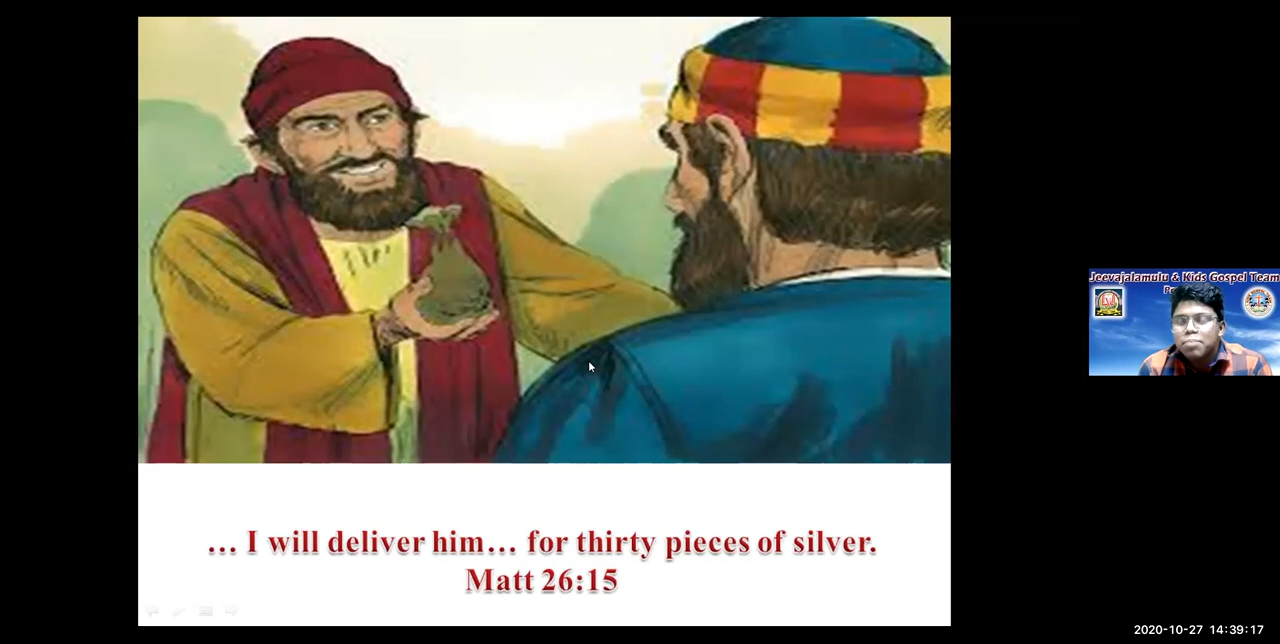 … I will deliver him… for thirty pieces of silver.
Matt 26:15
Jeevajalamulu & Kids Gospel Team
2020-10-27 14:39:17